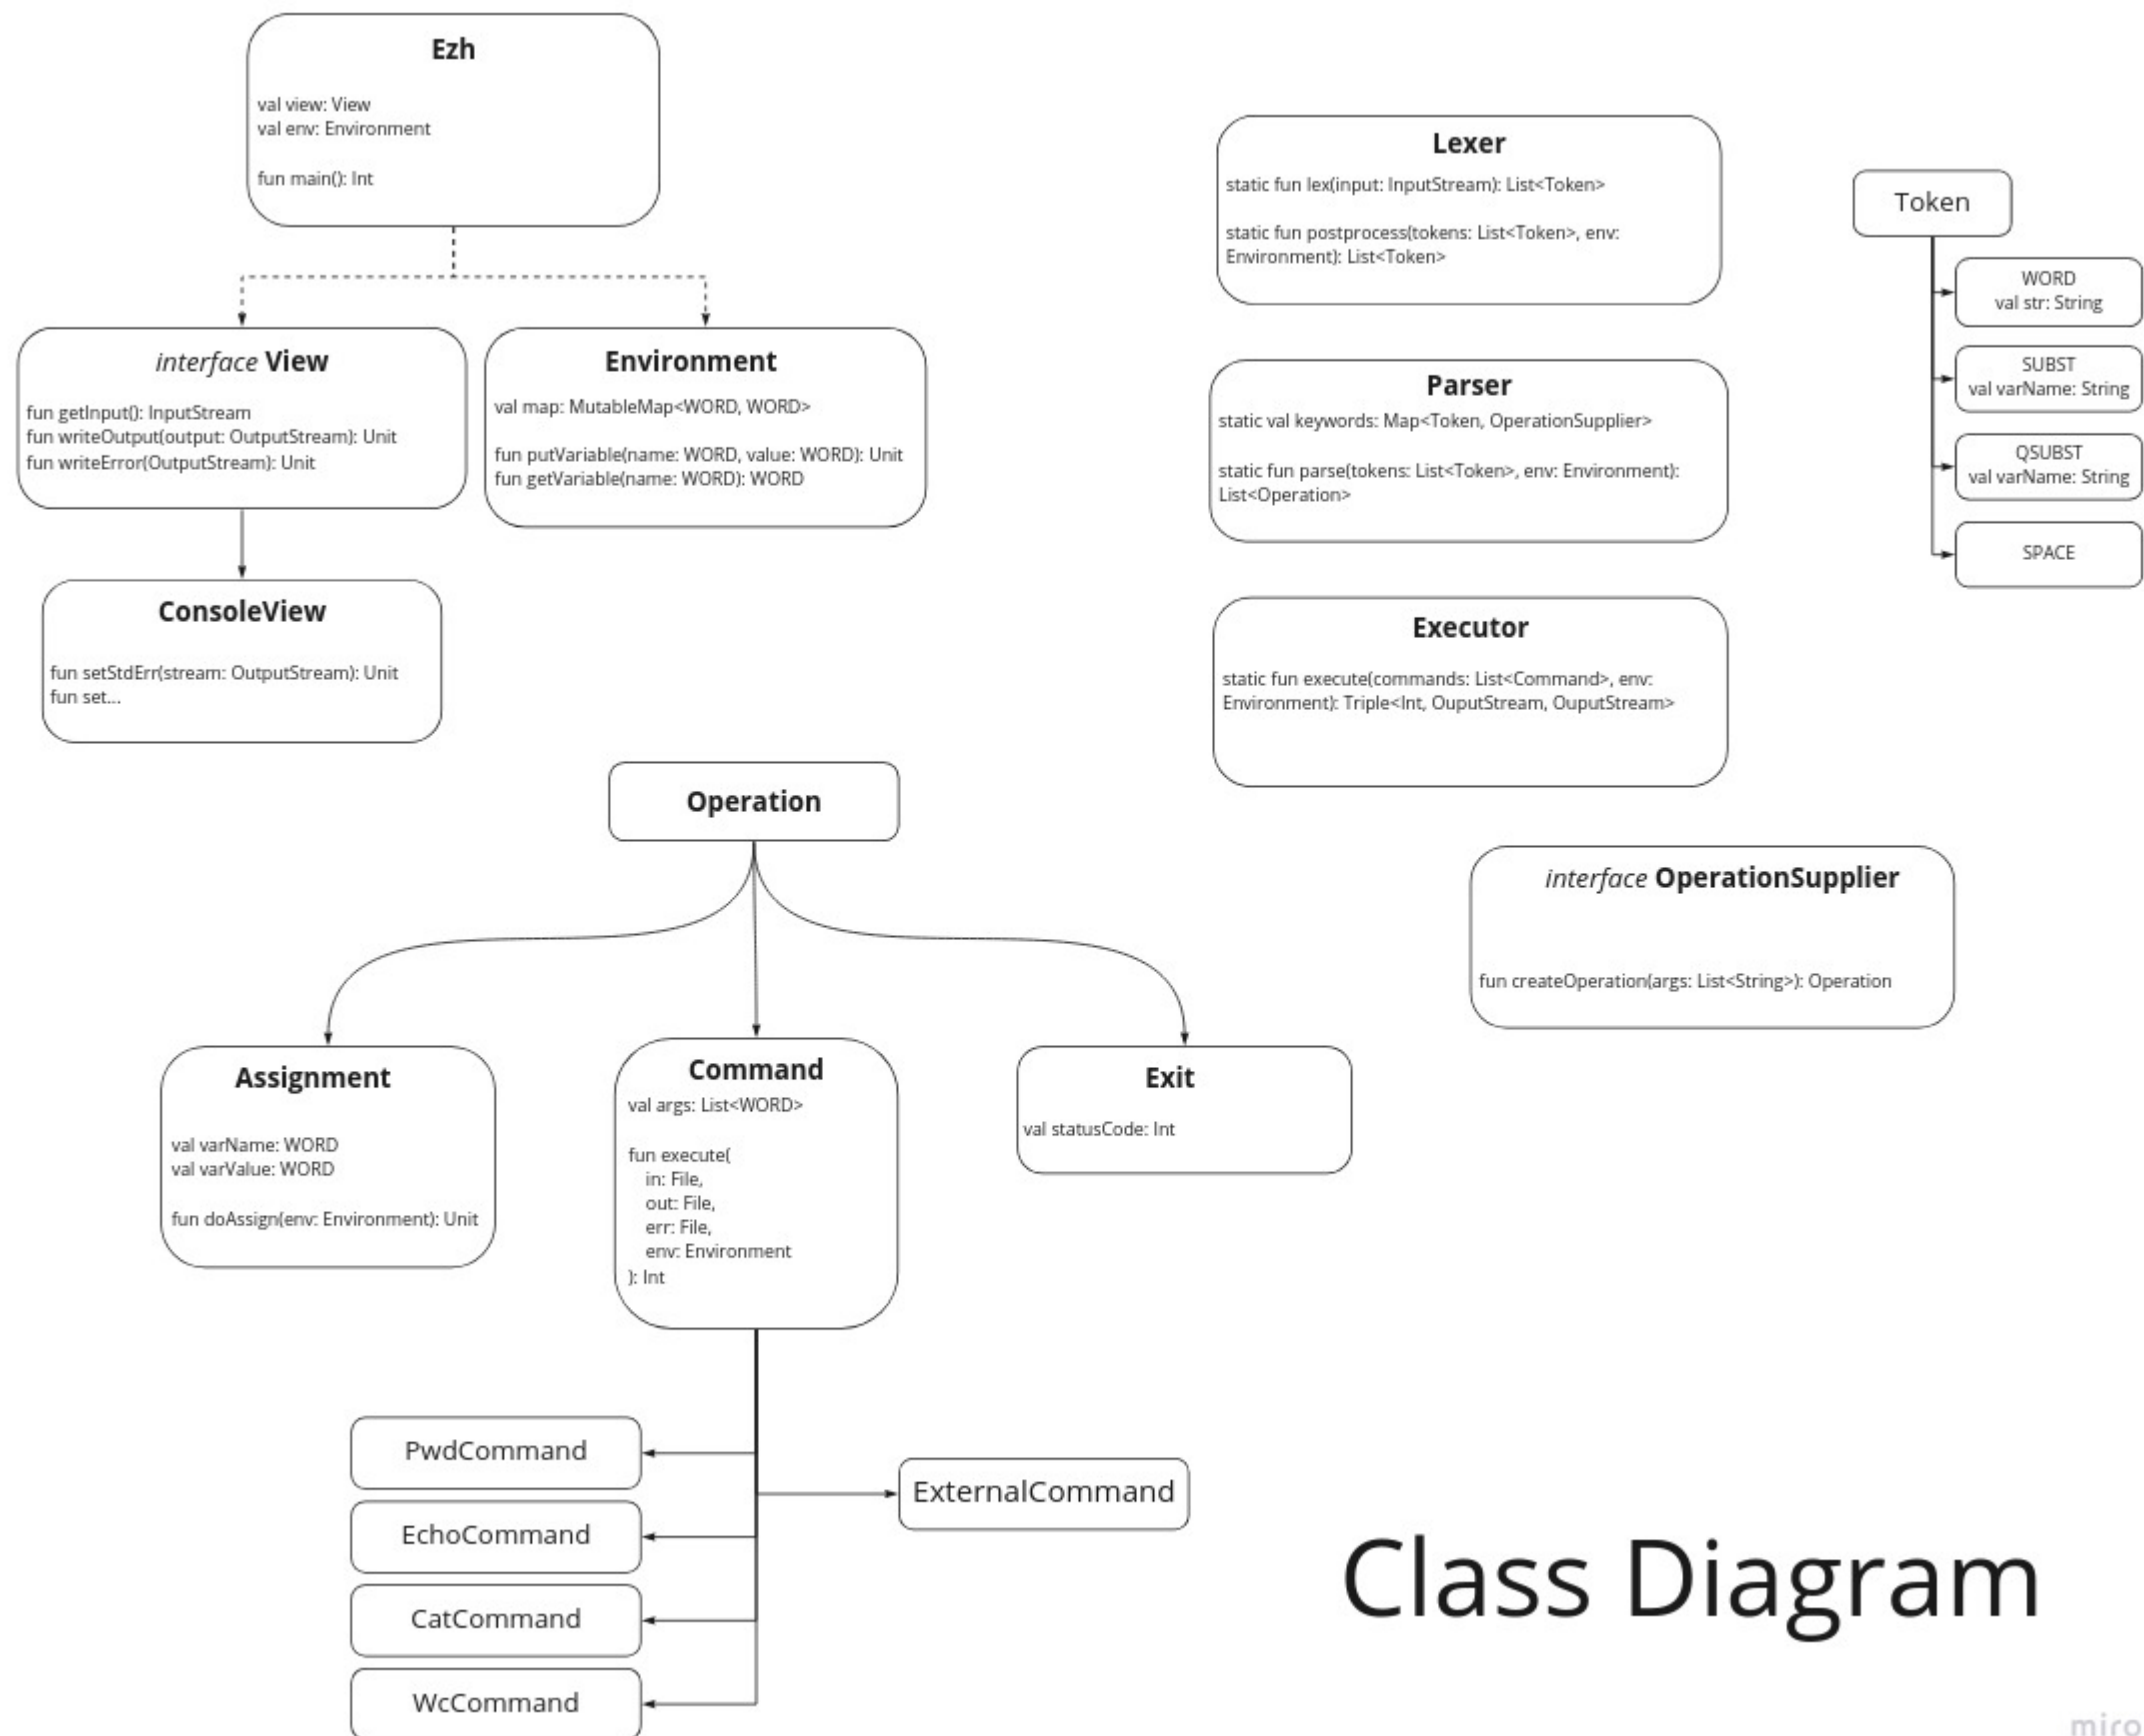 Ezh
val view: View
val env: Environment
fun main(): Int
interface View
fun getInput(): InputStream
fun writeOutput(output: OutputStream): Unit
fun writeError(OutputStream): Unit
Environment
val map: MutableMap<WORD, WORD>
fun putVariable(name: WORD, value: WORD): Unit
fun getVariable(name: WORD): WORD
ConsoleView
fun setStdErr(stream: OutputStream): Unit
fun set...
Lexer
static fun lex(input: InputStream): List<Token>
static fun postprocess(tokens: List<Token>, env:
Environment): List<Token>
Parser
static val keywords: Map<Token, OperationSupplier>
static fun parse(tokens: List<Token>, env: Environment):
List<Operation>
Executor
static fun execute(commands: List<Command>, env:
Environment): Triple<Int, OuputStream, OuputStream>
Token
WORD
val str: String
SUBST
val varName: String
QSUBST
val varName: String
SPACE
Operation
interface OperationSupplier
fun createOperation(args: List<String>): Operation
Assignment
val varName: WORD
val varValue: WORD
fun doAssign(env: Environment): Unit
Command
val args: List<WORD>
fun execute(
in: File,
out: File,
err: File,
env: Environment
): Int
Exit
val statusCode: Int
PwdCommand
EchoCommand
CatCommand
WcCommand
ExternalCommand
Class Diagram
miro